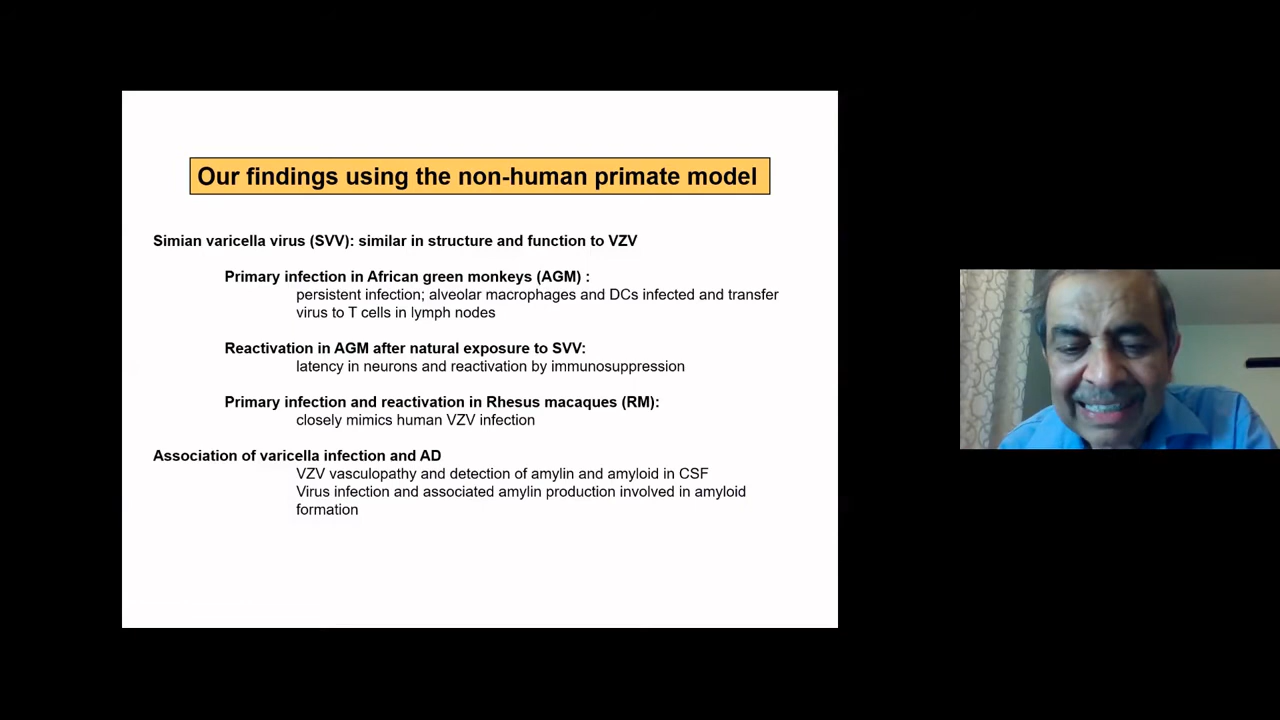 Our findings using the non-human primate model
Simian varicella virus (SVV): similar in structure and function to VZV
Primary infection in African green monkeys (AGM) :
persistent infection; alveolar macrophages and DCs infected and transfer
virus to T cells in lymph nodes
Reactivation in AGM after natural exposure to SVV:
latency in neurons and reactivation by immunosuppression
Primary infection and reactivation in Rhesus macaques (RM):
closely mimics human VZV infection
Association of varicella infection and AD
VZV vasculopathy and detection of amylin and amyloid in CSF
Virus infection and associated amylin production involved in amyloid
formation